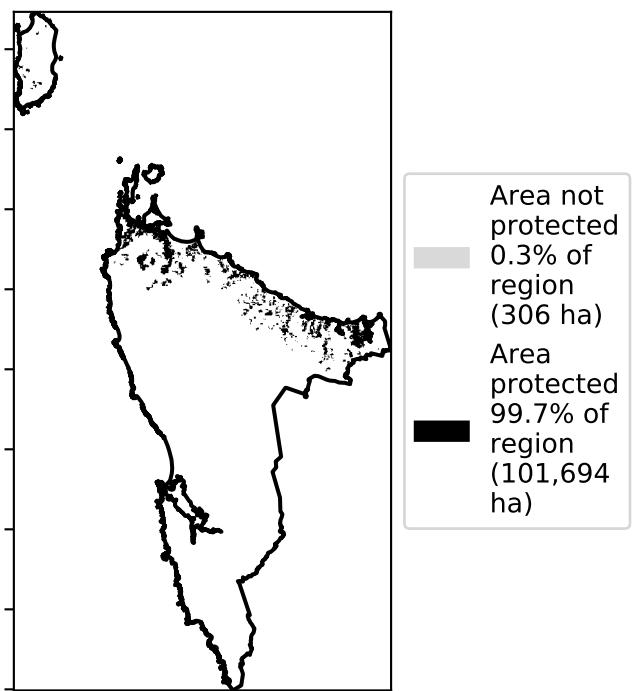 Area not
protected
0.3% of
region
(306 ha)
Area
protected
99.7% of
region
(101,694
ha)